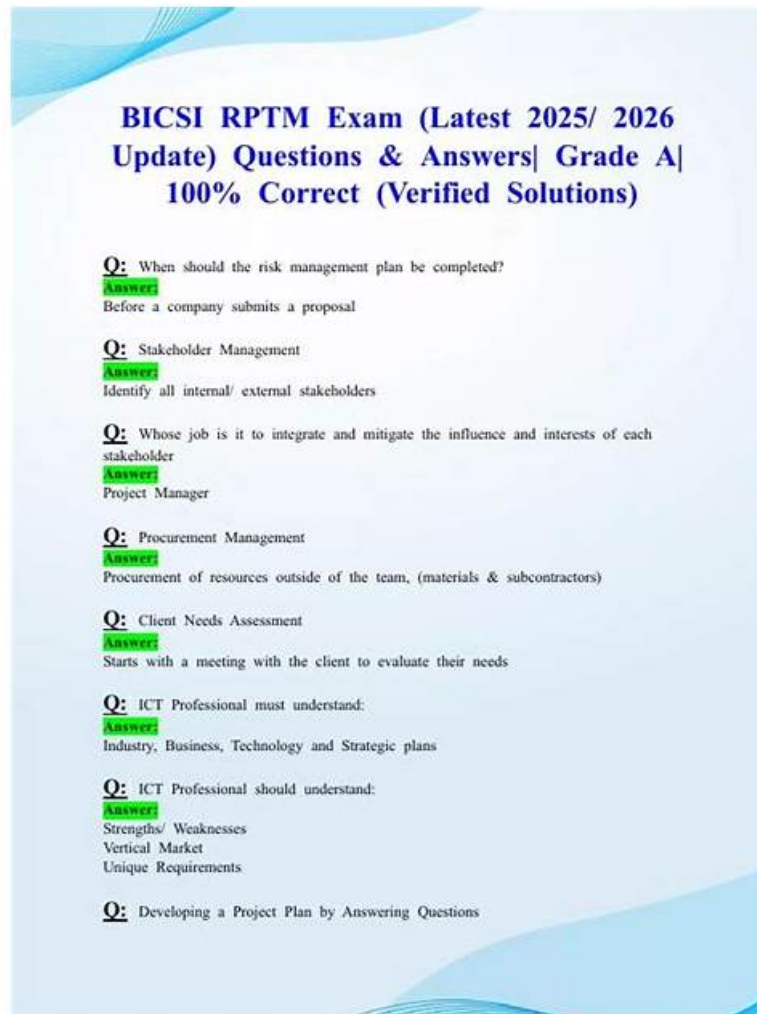 BICSI RPTM Exam (Latest 2025/ 2026
Update) Questions & Answers| Grade A|
100% Correct (Verified Solutions)
Q: When should the risk management plan be completed?
Answer:
Before a company submits a proposal
Q: Stakeholder Management
Answer:
Identify all internal/ external stakeholders
Q: Whose job is it to integrate and mitigate the influence and interests of each
stakeholder
Answer:
Project Manager
Q: Procurement Management
Answer:
Procurement of resources outside of the team, (materials & subcontractors)
Q: Client Needs Assessment
Answer:
Starts with a meeting with the client to evaluate their needs
Q: ICT Professional must understand:
Answer:
Industry, Business, Technology and Strategic plans
Q: ICT Professional should understand:
Answer:
Strengths/ Weaknesses
Vertical Market
Unique Requirements
Q: Developing a Project Plan by Answering Questions